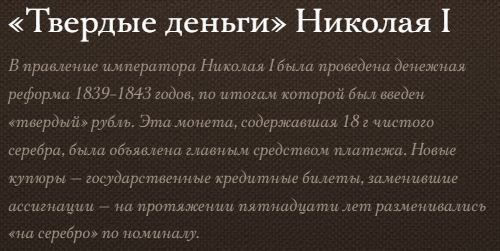 «Твердые деньги» Николая I
В правление императора Николая I была проведена денежная
реформа 1839-1843 годов, по итогам которой был введен
«твердый» рубль. Эта монета, содержавшая 18 г чистого
серебра, была объявлена главным средством платежа. Новые
купюры – государственные кредитные билеты, заменившие
ассигнации – на протяжении пятнадцати лет разменивались
«на серебро» по номиналу.